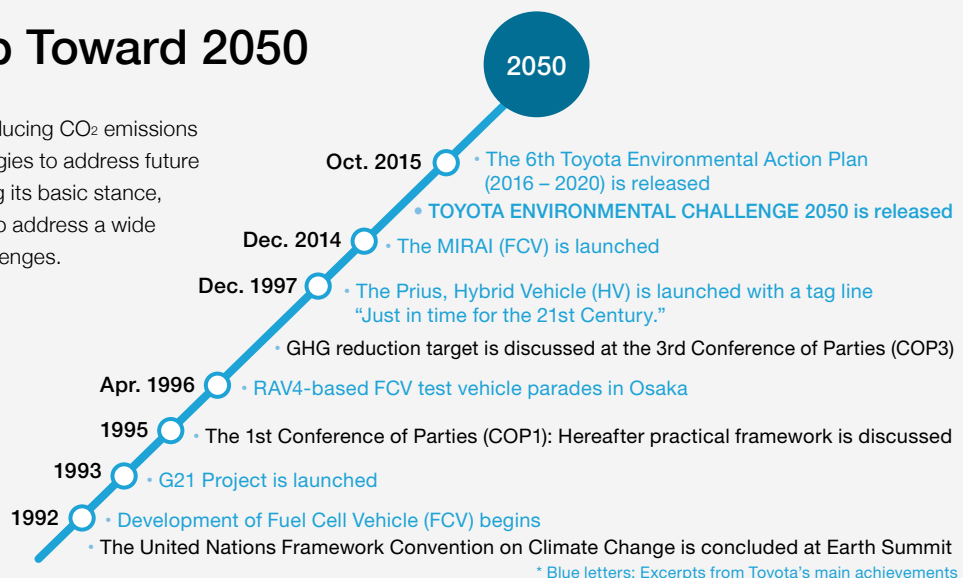 Toward 2050
2050
CO2 emissions
to address future
its basic stance,
address a wide
Oct. 2015
• The 6th Toyota Environmental Action Plan
(2016 – 2020) is released
• TOYOTA ENVIRONMENTAL CHALLENGE 2050 is released
Dec. 2014
• The MIRAI (FCV) is launched
Dec. 1997
• The Prius, Hybrid Vehicle (HV) is launched with a tag line
“Just in time for the 21st Century.”
• GHG reduction target is discussed at the 3rd Conference of Parties (COP3)
Apr. 1996
• RAV4-based FCV test vehicle parades in Osaka
1995
• The 1st Conference of Parties (COP1): Hereafter practical framework is discussed
1993
• G21 Project is launched
1992
• Development of Fuel Cell Vehicle (FCV) begins
• The United Nations Framework Convention on Climate Change is concluded at Earth Summit
* Blue letters: Excerpts from Toyota’s main achievements